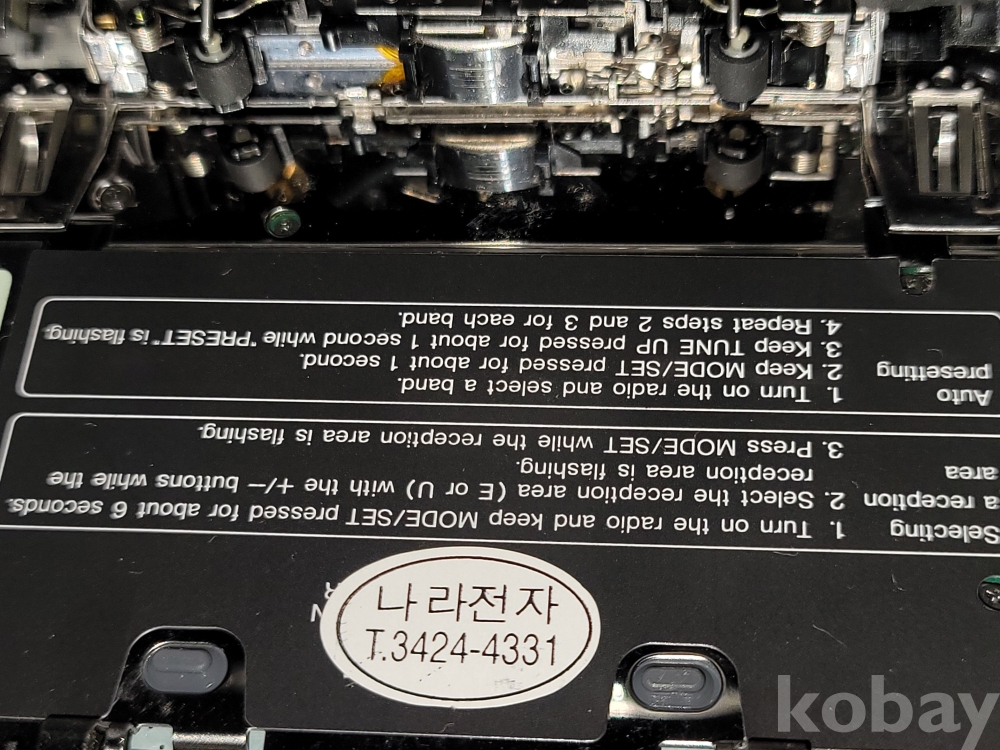 Selecting 1. Turn on the radio and keep MODE/SET pressed for about 6 seconds.
a reception 2. Select the reception area (E or U) with the +/− buttons while the
area reception area is flashing.
3. Press MODE/SET while the reception area is flashing.
Auto 1. Turn on the radio and select a band.
presetting 2. Keep MODE/SET pressed for about 1 second.
3. Keep TUNE UP pressed for about 1 second while "PRESET" is flashing.
4. Repeat steps 2 and 3 for each band.
나라전자
T.3424-4331
kobay